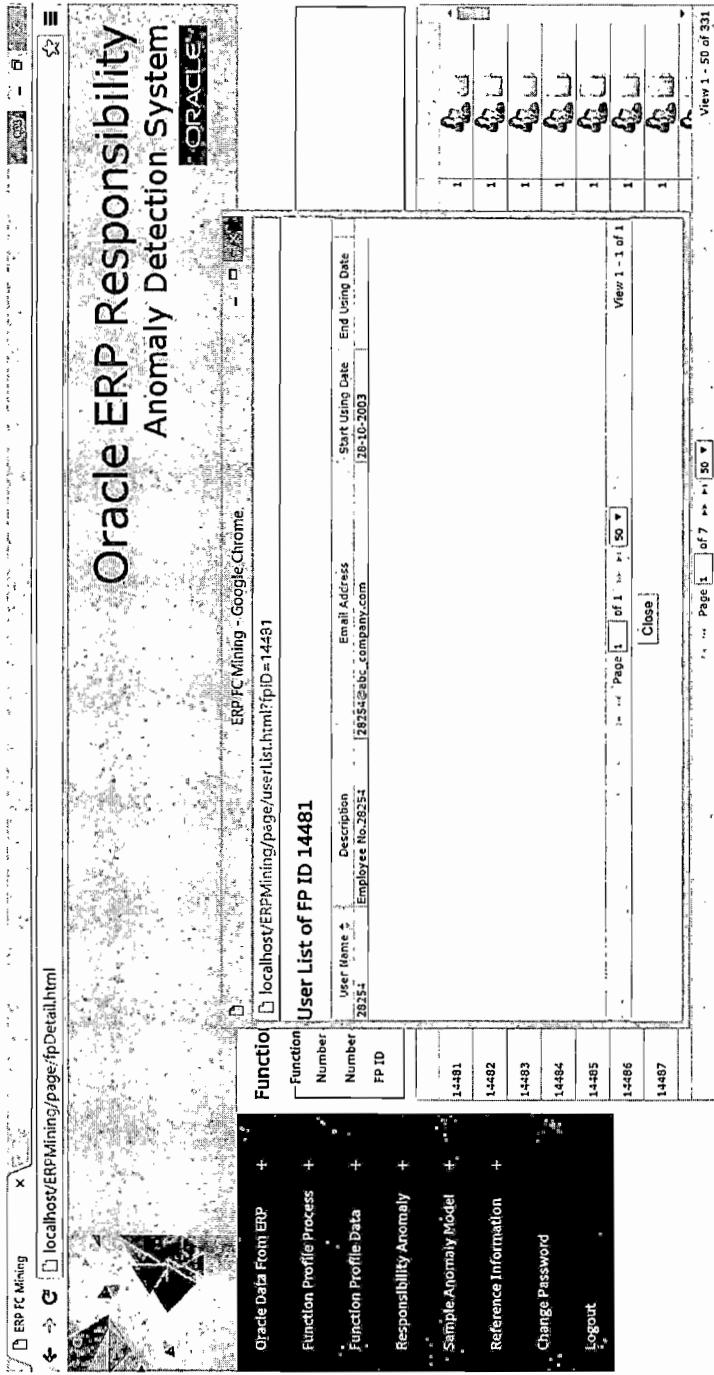 ERP FC Mining
localhost/ERPMining/page/fpDetail.html
Oracle ERP Responsibility
Anomaly Detection System
ORACLE
Oracle Data From ERP +
Function Profile Process +
Function Profile Data +
Responsibility Anomaly +
Sample Anomaly Model +
Reference Information +
Change Password
Logout
Function
Function
Number
Number
FP ID
14481 1
14482 1
14483 1
14484 1
14485 1
14486 1
14487 1
ERP FC Mining - Google Chrome
localhost/ERPMining/page/userList.html?fpID=14481
User List of FP ID 14481
User Name Description Email Address Start Using Date End Using Date
28254 Employee No.28254 28254@abc_company.com 28-10-2003
Page 1 of 1 50 View 1 - 1 of 1
Close
Page 1 of 7 50 View 1 - 50 of 331